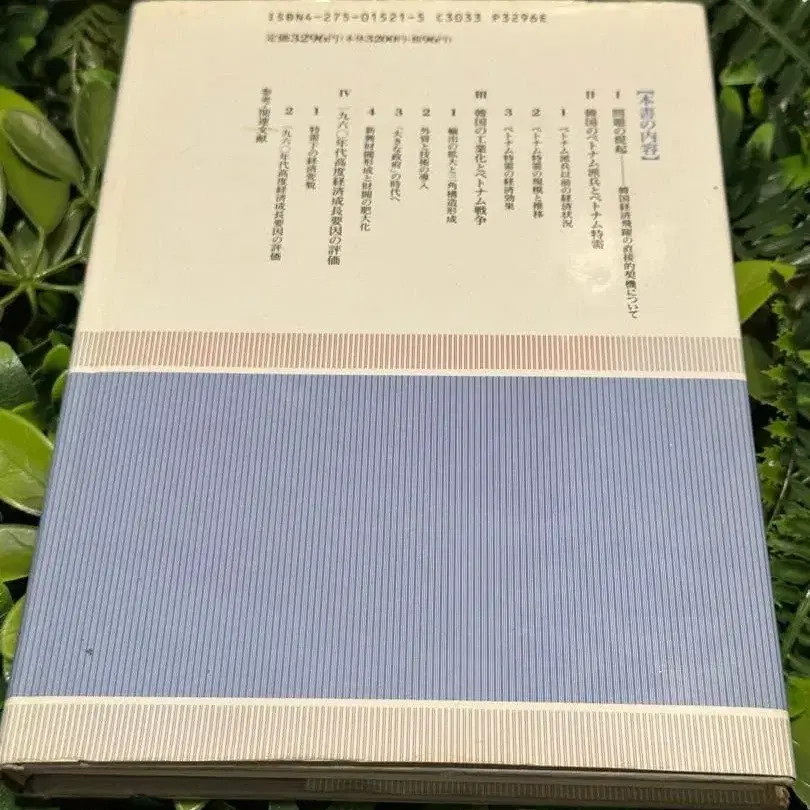 ISBN4-275-01521-5 C3033 P3296E
定価3296円(本体3200円・税96円)
【本書の内容】
I 問題の提起――韓国経済飛躍の直接的契機について
II 韓国のベトナム派兵とベトナム特需
1 ベトナム派兵以前の経済状況
2 ベトナム特需の規模と推移
3 ベトナム特需の経済効果
III 韓国の工業化とベトナム戦争
1 輸出の拡大と三角構造形成
2 外資と技術の導入
3 「大きな政府」の時代へ
4 新興財閥形成と財閥の肥大化
IV 一九六〇年代高度経済成長要因の評価
1 特需下の経済変貌
2 一九六〇年代高度経済成長要因の評価
参考・関連文献